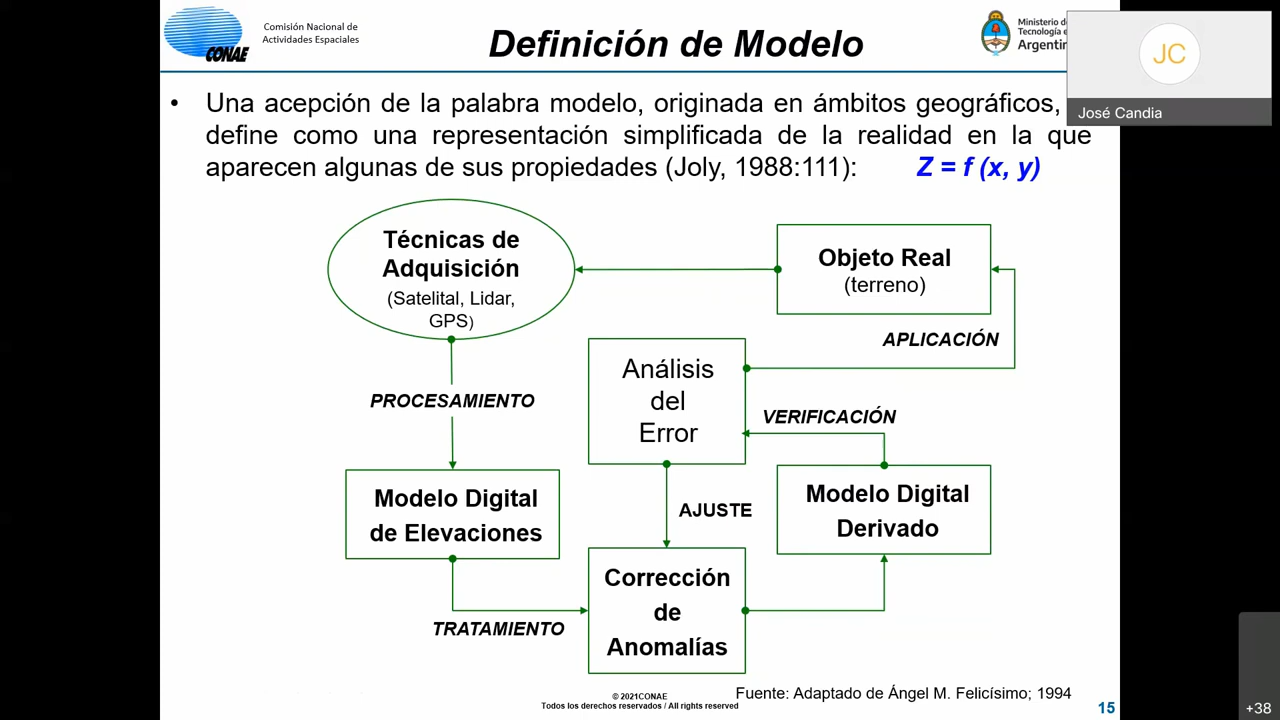 CONAE
Comisión Nacional de
Actividades Espaciales
Definición de Modelo
Ministerio de
Tecnología e
Argentin
JC
José Candia
• Una acepción de la palabra modelo, originada en ámbitos geográficos,
define como una representación simplificada de la realidad en la que
aparecen algunas de sus propiedades (Joly, 1988:111): Z = f (x, y)
Técnicas de
Adquisición
(Satelital, Lidar,
GPS)
Objeto Real
(terreno)
APLICACIÓN
Análisis
del
Error
PROCESAMIENTO
VERIFICACIÓN
Modelo Digital
de Elevaciones
AJUSTE
Modelo Digital
Derivado
Corrección
de
Anomalías
TRATAMIENTO
© 2021CONAE
Todos los derechos reservados / All rights reserved
Fuente: Adaptado de Ángel M. Felicísimo; 1994
15
+38